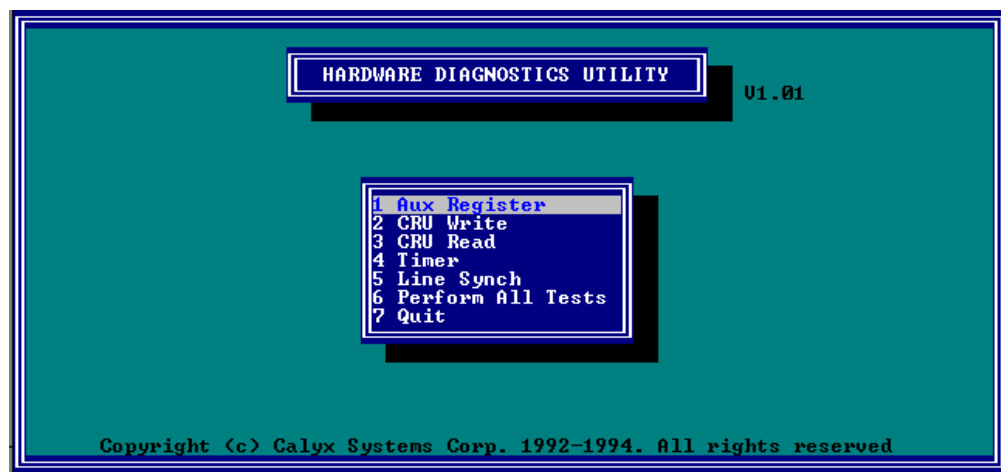 HARDWARE DIAGNOSTICS UTILITY
V1.01
1 Aux Register
2 CRU Write
3 CRU Read
4 Timer
5 Line Synch
6 Perform All Tests
7 Quit
Copyright (c) Calyx Systems Corp. 1992-1994. All rights reserved